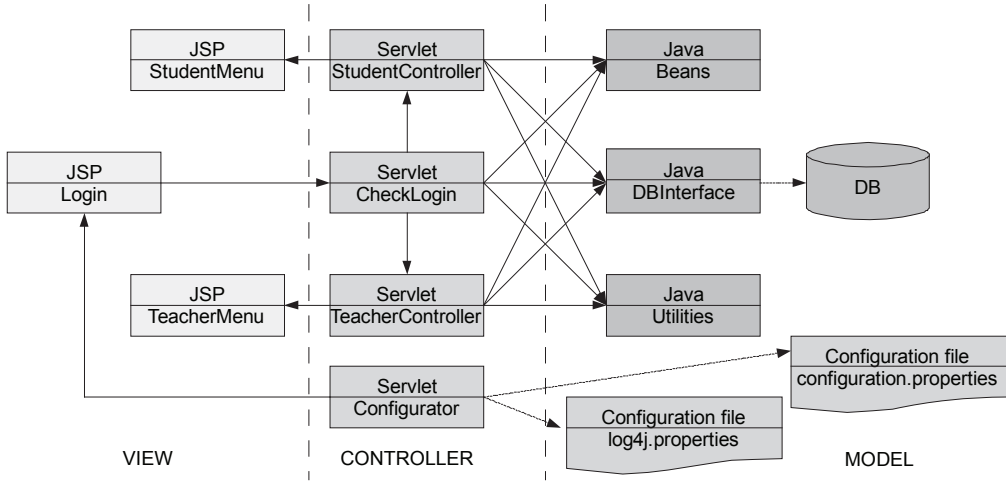 JSP
StudentMenu
Servlet
StudentController
Java
Beans
JSP
Login
Servlet
CheckLogin
Java
DBInterface
DB
JSP
TeacherMenu
Servlet
TeacherController
Java
Utilities
Servlet
Configurator
Configuration file
configuration.properties
Configuration file
log4j.properties
VIEW
CONTROLLER
MODEL